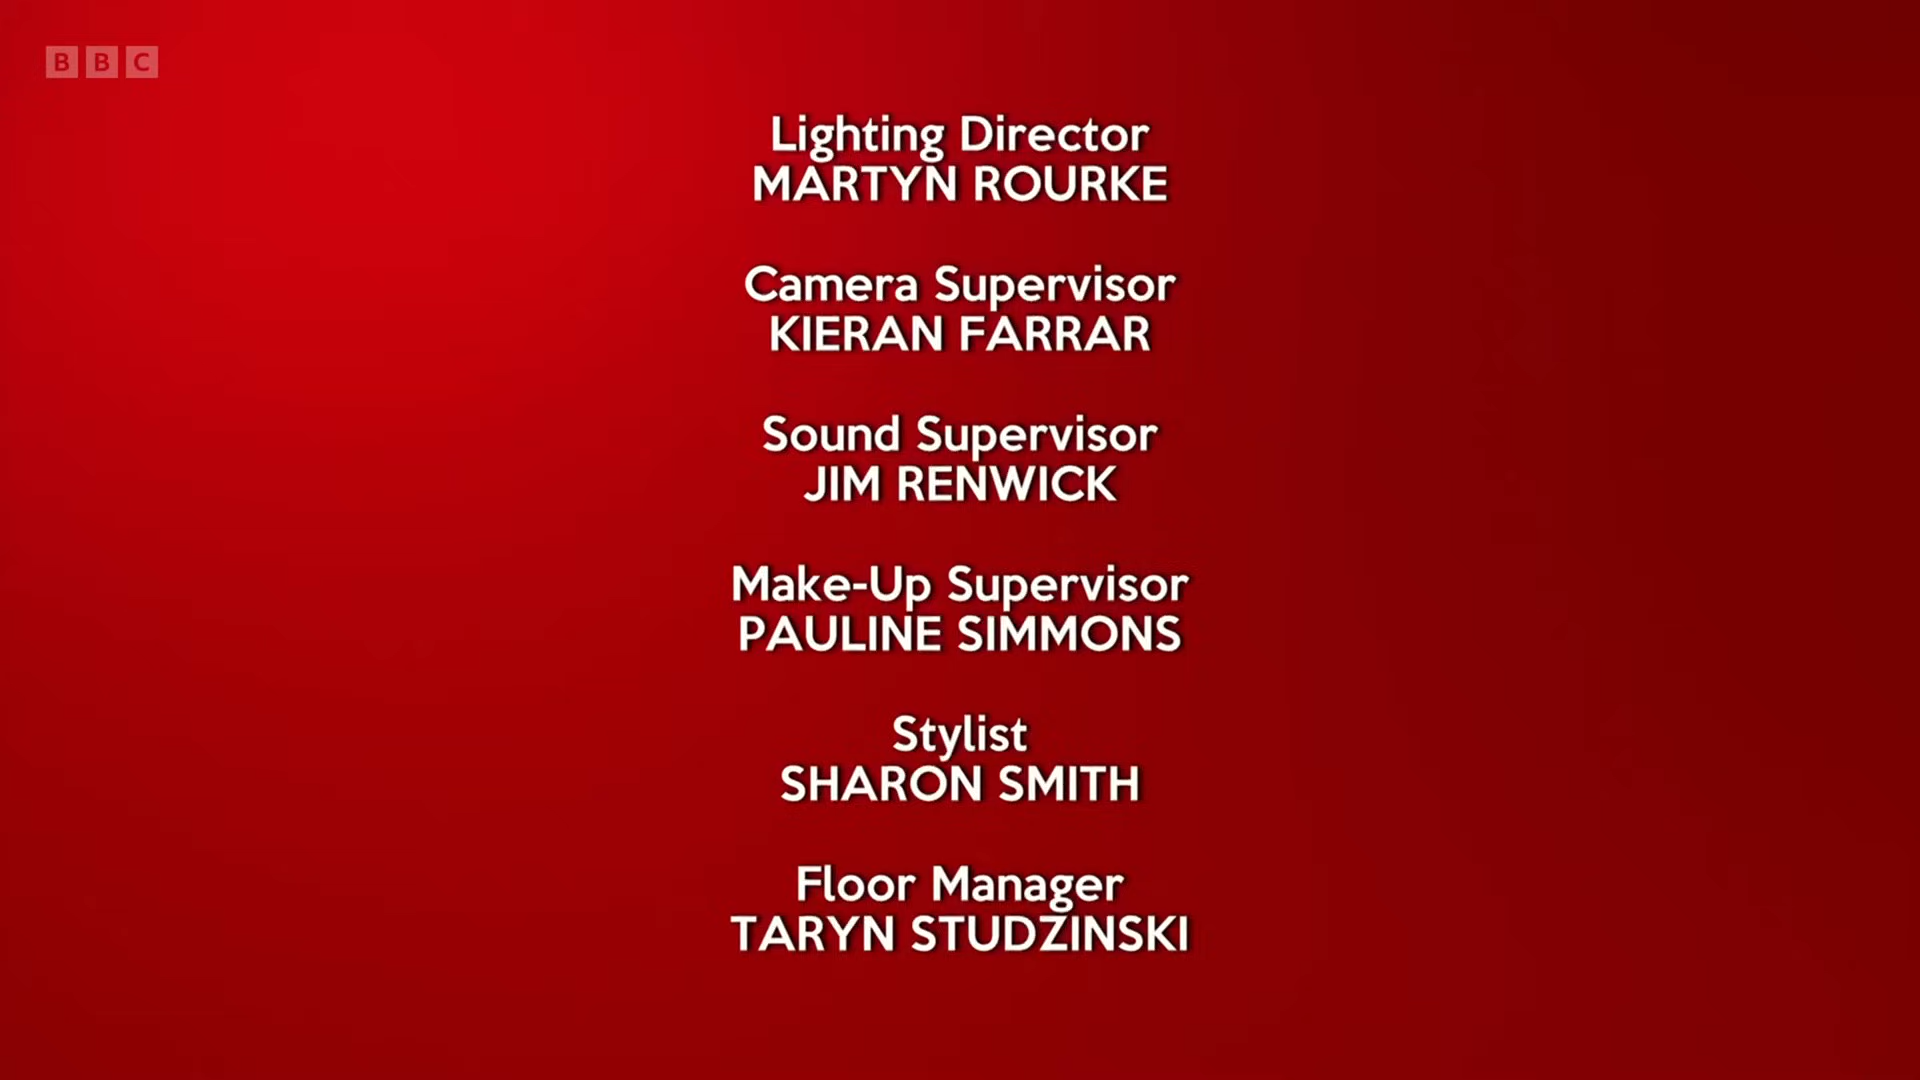 BBC
Lighting Director
MARTYN ROURKE
Camera Supervisor
KIERAN FARRAR
Sound Supervisor
JIM RENWICK
Make-Up Supervisor
PAULINE SIMMONS
Stylist
SHARON SMITH
Floor Manager
TARYN STUDZINSKI